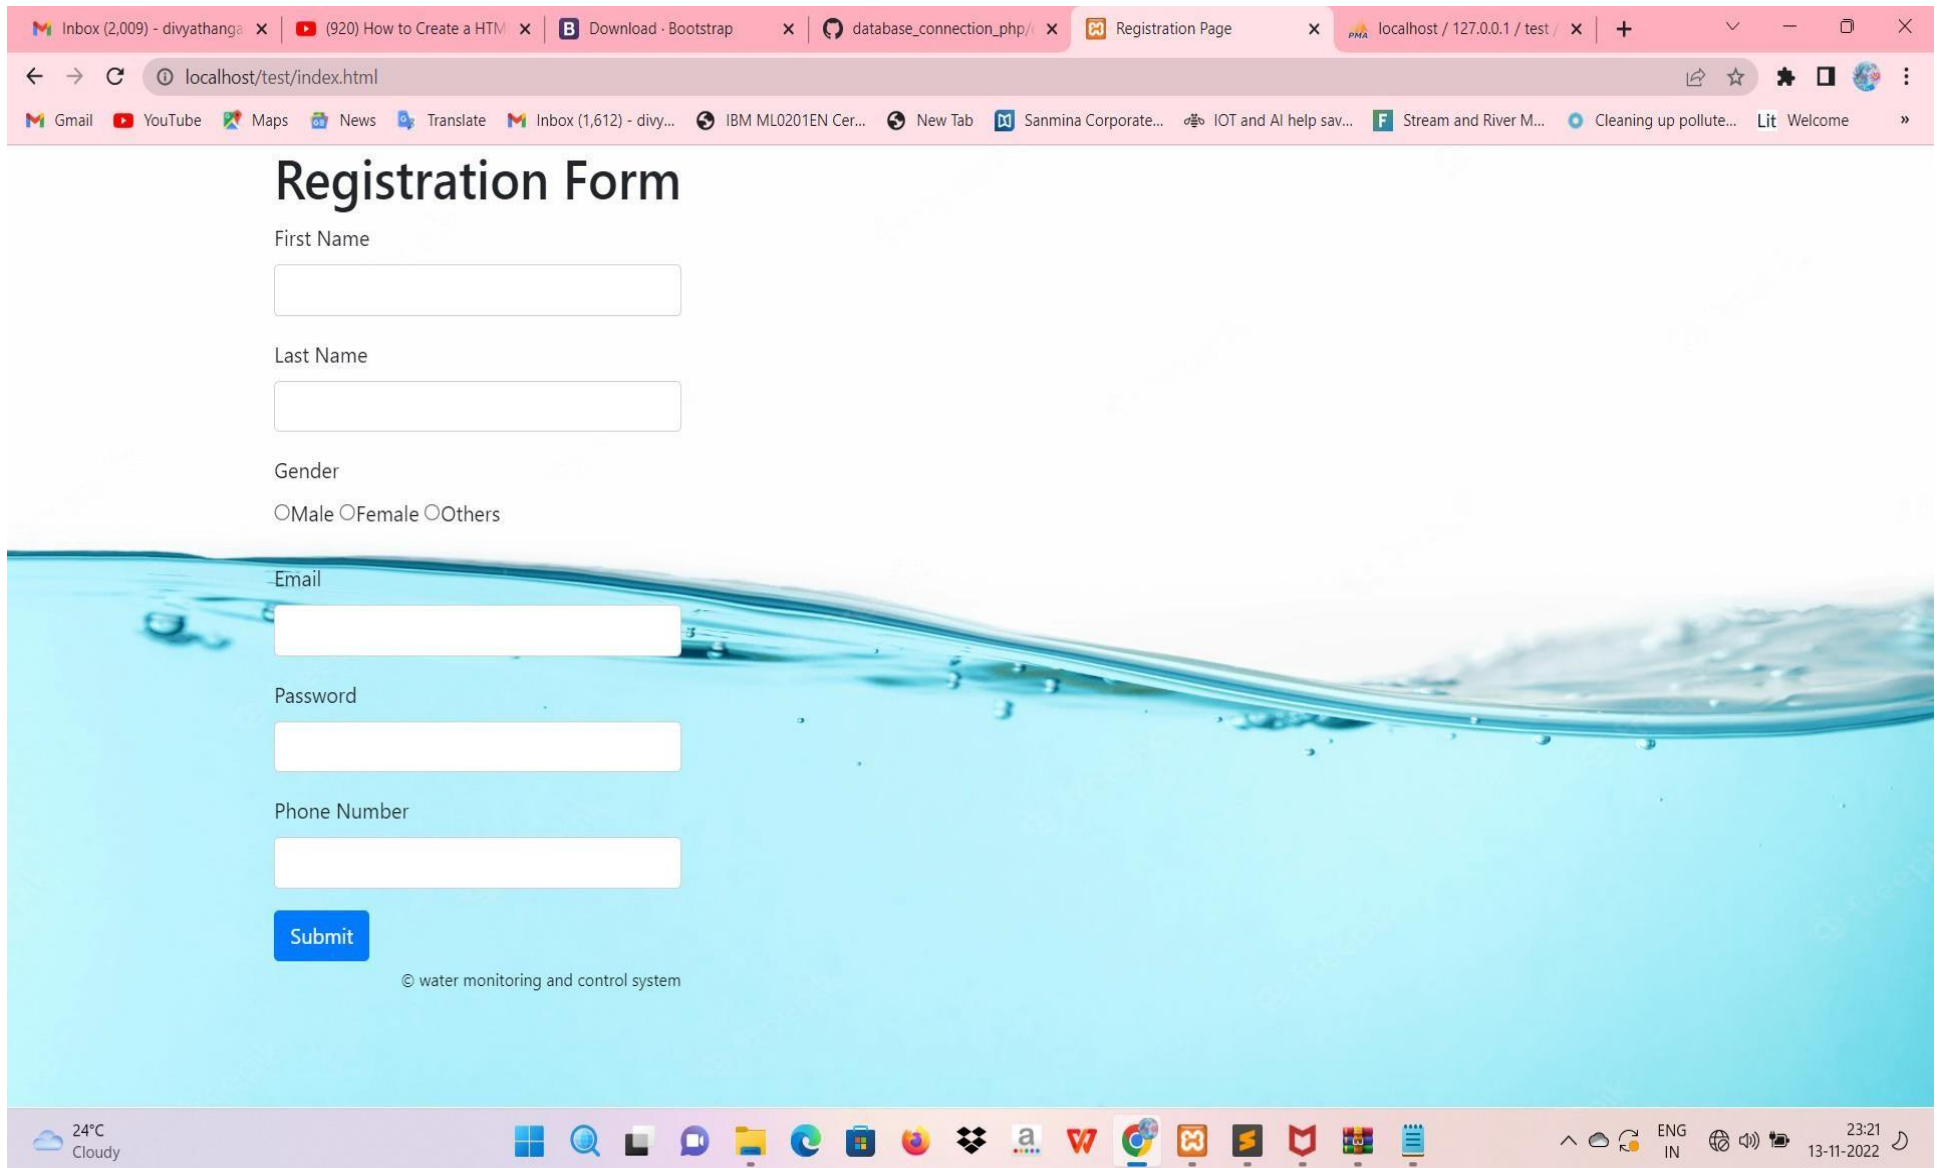 Inbox (2,009) - divyathanga
(920) How to Create a HTM
Download · Bootstrap
database_connection_php/
Registration Page
localhost / 127.0.0.1 / test /
localhost/test/index.html
Gmail YouTube Maps News Translate Inbox (1,612) - divy... IBM ML0201EN Cer... New Tab Sanmina Corporate... IOT and AI help sav... Stream and River M... Cleaning up pollute... Lit Welcome »
Registration Form
First Name
Last Name
Gender
Male Female Others
Email
Password
Phone Number
Submit
© water monitoring and control system
24°C
Cloudy
ENG
IN
23:21
13-11-2022